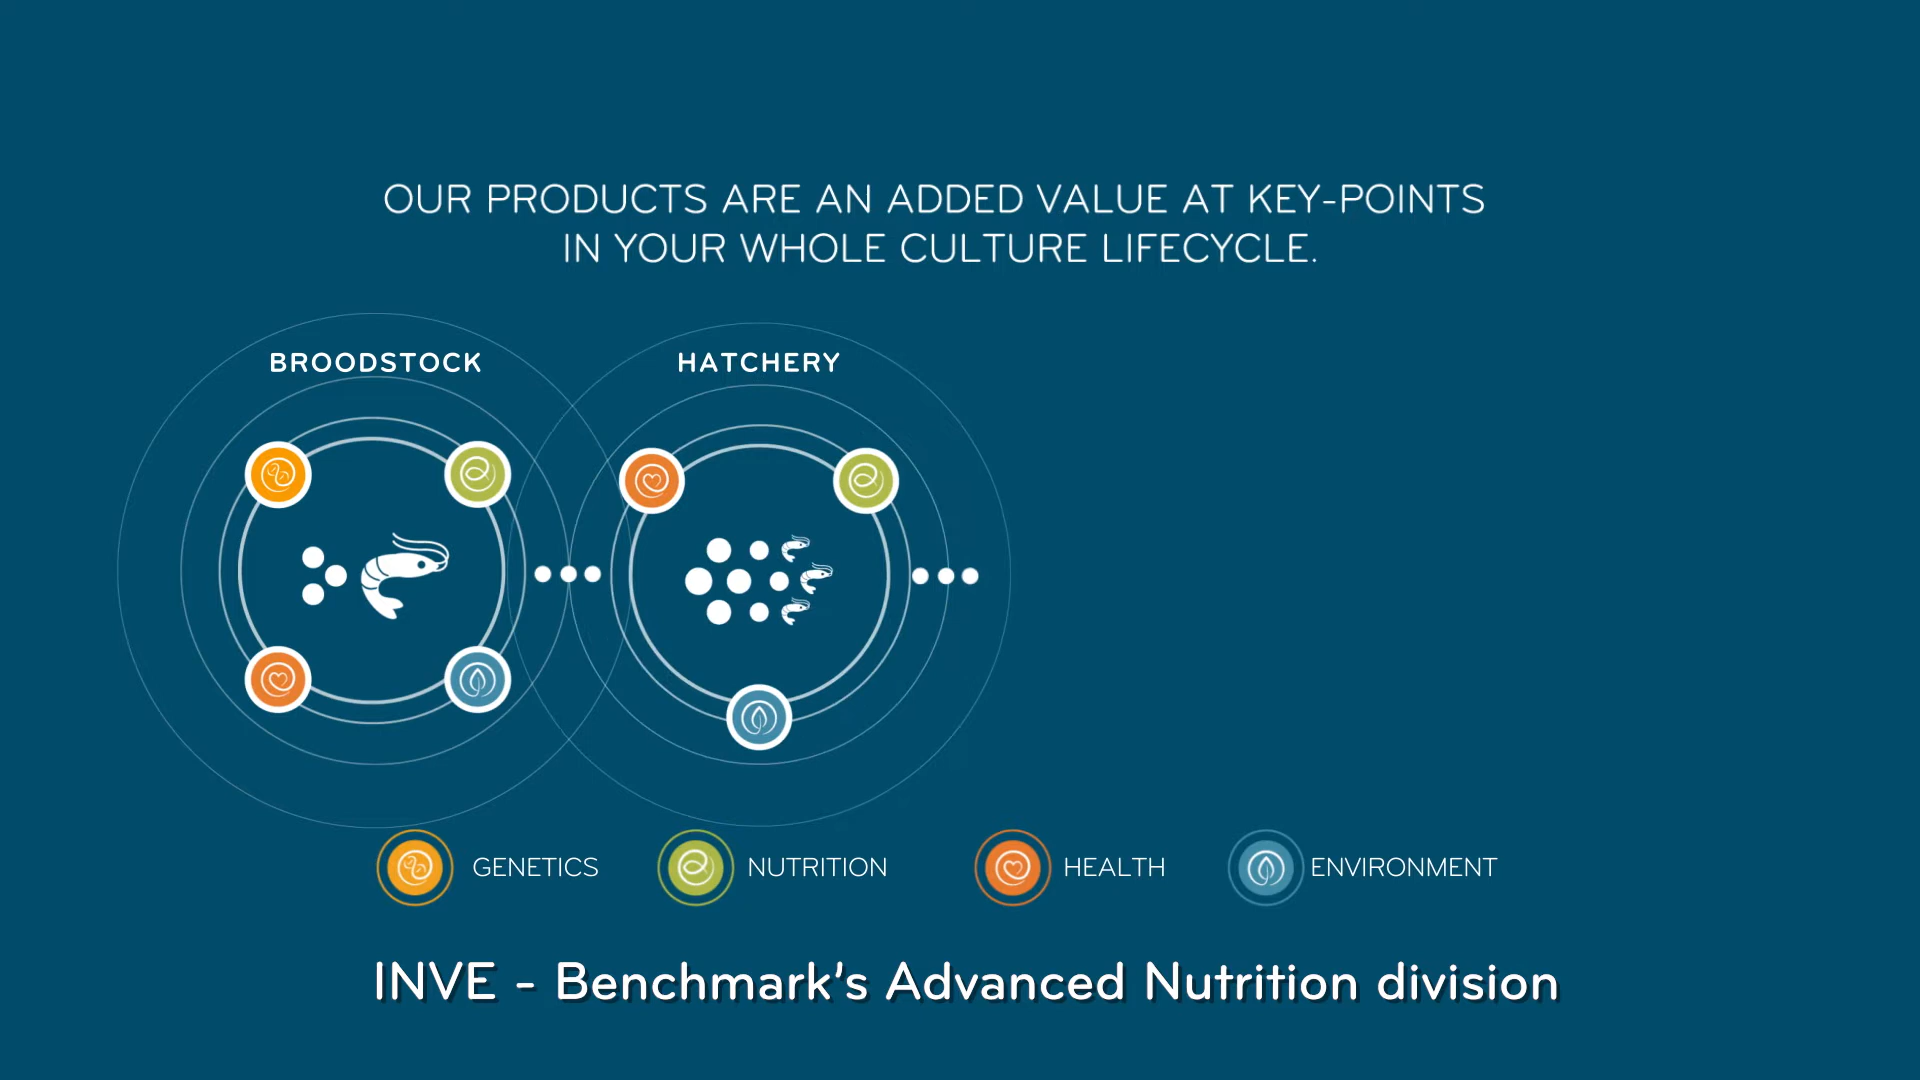 OUR PRODUCTS ARE AN ADDED VALUE AT KEY-POINTS
IN YOUR WHOLE CULTURE LIFECYCLE.
BROODSTOCK
HATCHERY
GENETICS
NUTRITION
HEALTH
ENVIRONMENT
INVE - Benchmark's Advanced Nutrition division